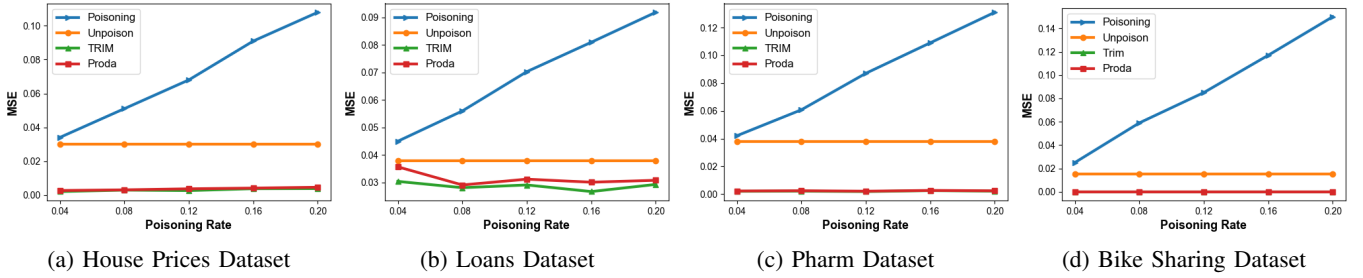 Poisoning
Unpoison
TRIM
Proda
MSE
0.10
0.08
0.06
0.04
0.02
0.00
0.04 0.08 0.12 0.16 0.20
Poisoning Rate
(a) House Prices Dataset
Poisoning
Unpoison
TRIM
Proda
MSE
0.09
0.08
0.07
0.06
0.05
0.04
0.03
0.04 0.08 0.12 0.16 0.20
Poisoning Rate
(b) Loans Dataset
Poisoning
Unpoison
TRIM
Proda
MSE
0.12
0.10
0.08
0.06
0.04
0.02
0.00
0.04 0.08 0.12 0.16 0.20
Poisoning Rate
(c) Pharm Dataset
Poisoning
Unpoison
Trim
Proda
MSE
0.14
0.12
0.10
0.08
0.06
0.04
0.02
0.00
0.04 0.08 0.12 0.16 0.20
Poisoning Rate
(d) Bike Sharing Dataset